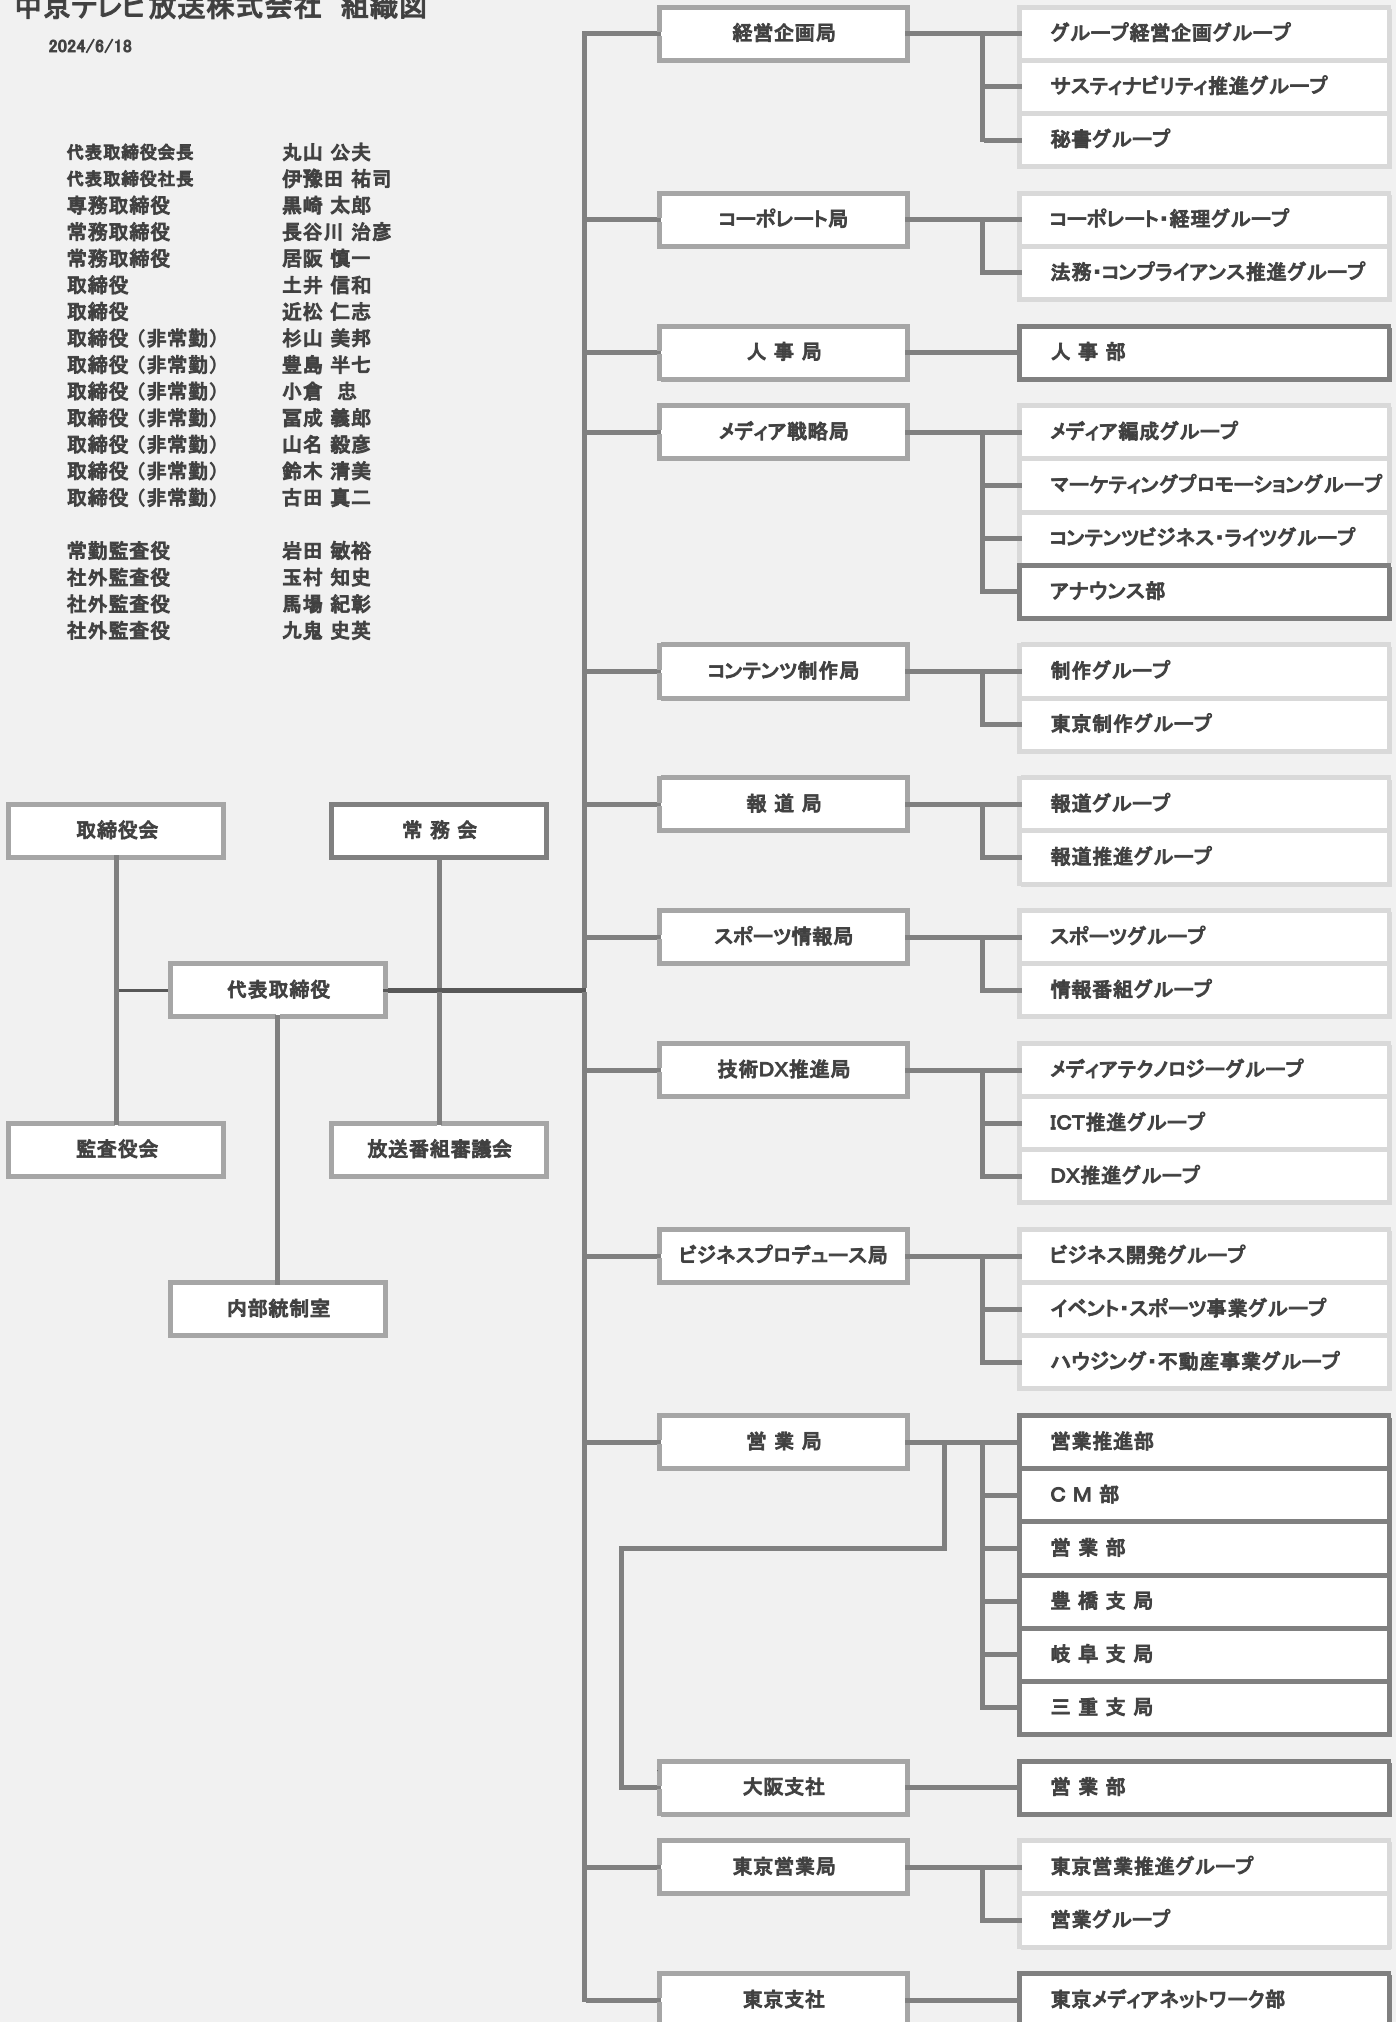 中京テレビ放送株式会社 組織図
2024/6/18
代表取締役会長 丸山 公夫
代表取締役社長 伊豫田 祐司
専務取締役 黒崎 太郎
常務取締役 長谷川 治彦
常務取締役 居阪 慎一
取締役 土井 信和
取締役 近松 仁志
取締役（非常勤） 杉山 美邦
取締役（非常勤） 豊島 半七
取締役（非常勤） 小倉 忠
取締役（非常勤） 冨成 義郎
取締役（非常勤） 山名 毅彦
取締役（非常勤） 鈴木 清美
取締役（非常勤） 古田 真二
常勤監査役 岩田 敏裕
社外監査役 玉村 知史
社外監査役 馬場 紀彰
社外監査役 九鬼 史英
取締役会
常 務 会
代表取締役
監査役会
放送番組審議会
内部統制室
経営企画局
グループ経営企画グループ
サスティナビリティ推進グループ
秘書グループ
コーポレート局
コーポレート・経理グループ
法務・コンプライアンス推進グループ
人 事 局
人 事 部
メディア戦略局
メディア編成グループ
マーケティングプロモーショングループ
コンテンツビジネス・ライツグループ
アナウンス部
コンテンツ制作局
制作グループ
東京制作グループ
報 道 局
報道グループ
報道推進グループ
スポーツ情報局
スポーツグループ
情報番組グループ
技術DX推進局
メディアテクノロジーグループ
ICT推進グループ
DX推進グループ
ビジネスプロデュース局
ビジネス開発グループ
イベント・スポーツ事業グループ
ハウジング・不動産事業グループ
営 業 局
営業推進部
C M 部
営 業 部
豊 橋 支 局
岐 阜 支 局
三 重 支 局
大阪支社
営 業 部
東京営業局
東京営業推進グループ
営業グループ
東京支社
東京メディアネットワーク部